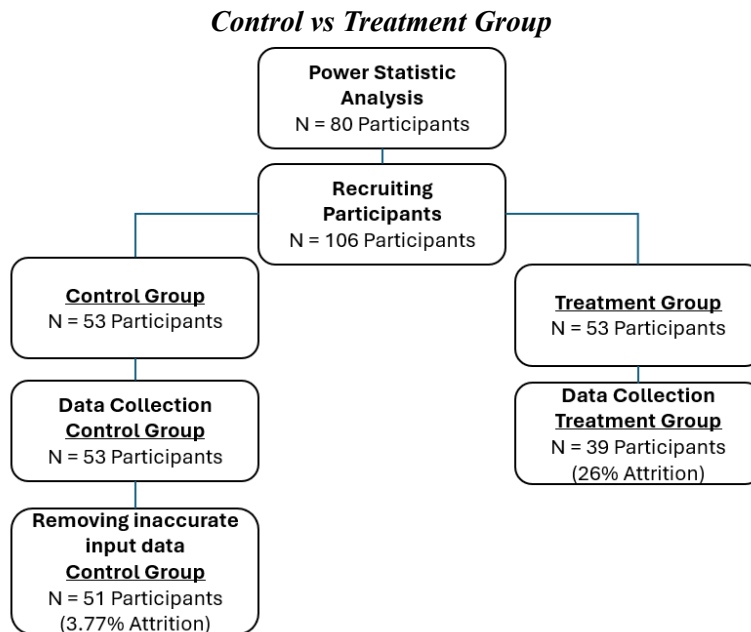 Control vs Treatment Group
Power Statistic
Analysis
N = 80 Participants
Recruiting
Participants
N = 106 Participants
Control Group
N = 53 Participants
Treatment Group
N = 53 Participants
Data Collection
Control Group
N = 53 Participants
Data Collection
Treatment Group
N = 39 Participants
(26% Attrition)
Removing inaccurate
input data
Control Group
N = 51 Participants
(3.77% Attrition)